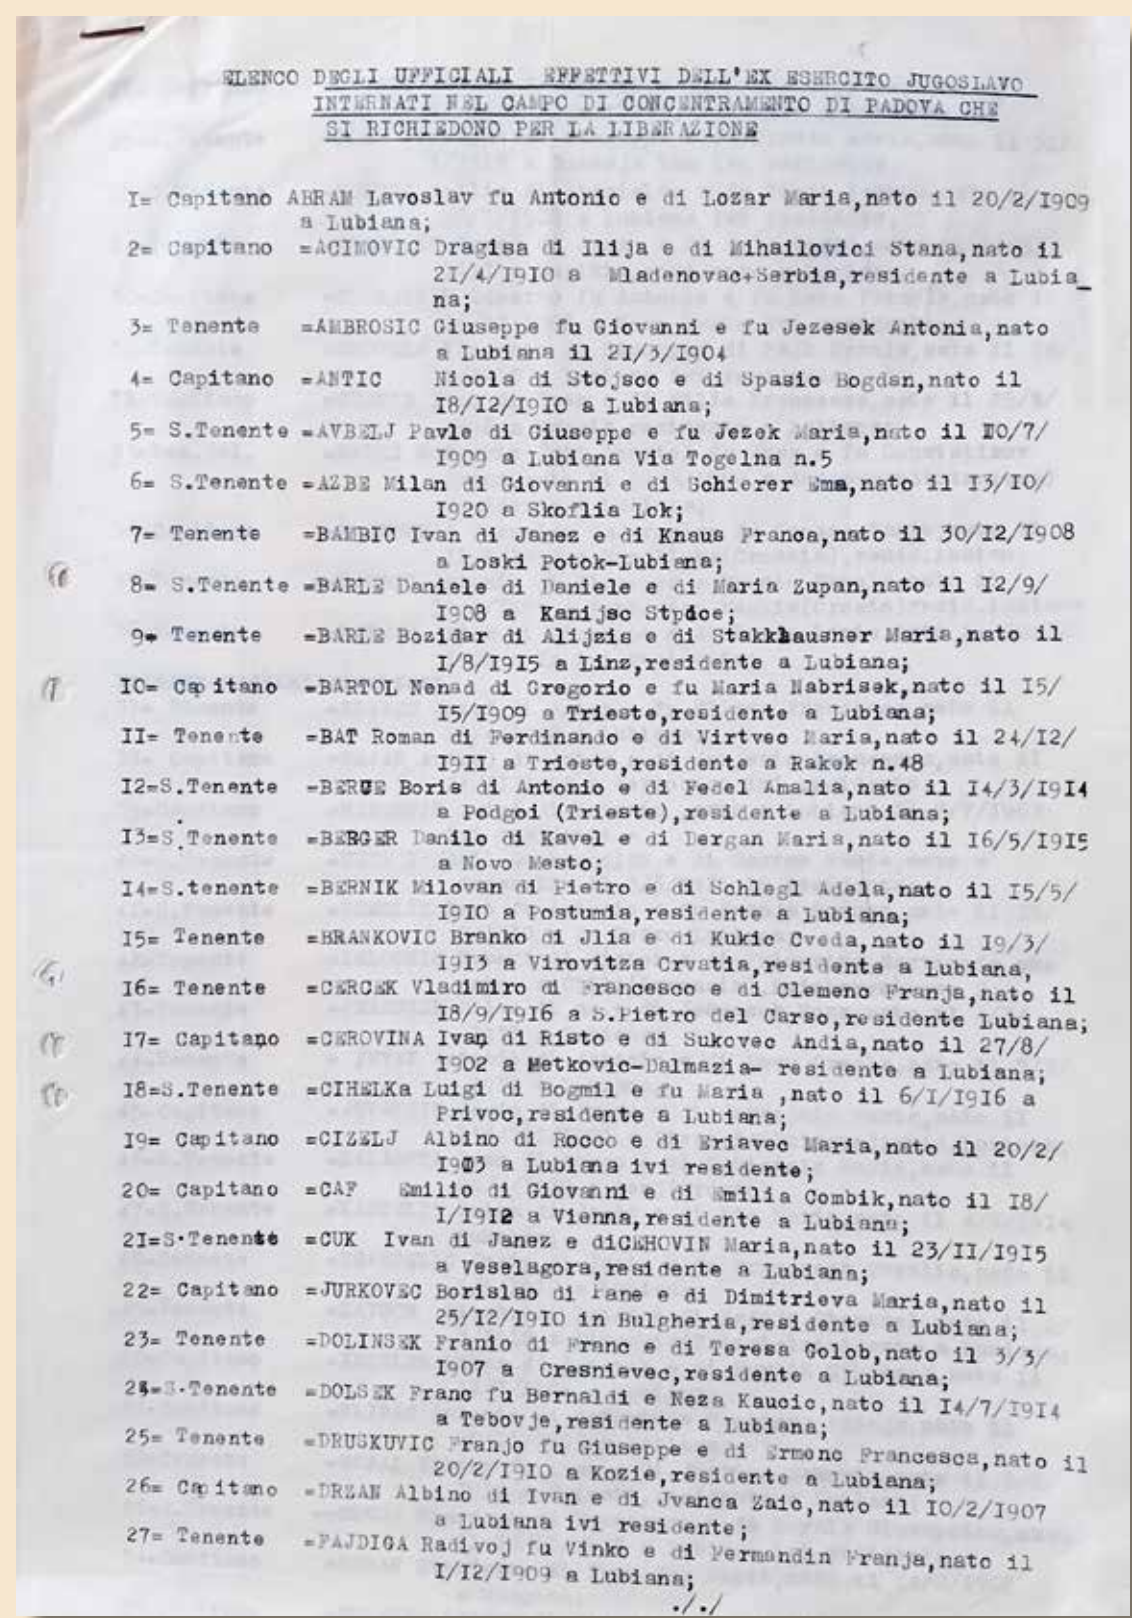 ELENCO DEGLI UFFICIALI EFFETTIVI DELL'EX ESERCITO JUGOSLAVO
INTERNATI NEL CAMPO DI CONCENTRAMENTO DI PADOVA CHE
SI RICHIEDONO PER LA LIBERAZIONE
I= Capitano ABRAM Lavoslav fu Antonio e di Lozar Maria,nato il 20/2/I909
a Lubiana;
2= Capitano =ACIMOVIC Dragisa di Ilija e di Mihailovici Stana,nato il
2I/4/I9I0 a Mladenovac+Serbia,residente a Lubia_
na;
3= Tenente =AMBROSIC Giuseppe fu Giovanni e fu Jezesek Antonia,nato
a Lubiana il 2I/3/I904
4= Capitano =ANTIC Nicola di Stojsco e di Spasic Bogdan,nato il
I8/I2/I9I0 a Lubiana;
5= S.Tenente =AVBELJ Pavle di Giuseppe e fu Jezek Maria,nato il I0/7/
I909 a Lubiana Via Togelna n.5
6= S.Tenente =AZBE Milan di Giovanni e di Schierer Ema,nato il I3/I0/
I920 a Skoflia Lok;
7= Tenente =BAMBIC Ivan di Janez e di Knaus Franca,nato il 30/I2/I908
a Loski Potok-Lubiana;
8= S.Tenente =BARLE Daniele di Daniele e di Maria Zupan,nato il I2/9/
I908 a Kanijsc Stpice;
9= Tenente =BARLE Bozidar di Alijzis e di Stakkhausner Maria,nato il
I/8/I9I5 a Linz,residente a Lubiana;
I0= Capitano =BARTOL Nenad di Gregorio e fu Maria Nabrisek,nato il I5/
I5/I909 a Trieste,residente a Lubiana;
II= Tenente =BAT Roman di Ferdinando e di Virtvec Maria,nato il 24/I2/
I9II a Trieste,residente a Rakek n.48
I2=S.Tenente =BERCE Boris di Antonio e di Fedel Amalia,nato il I4/3/I9I4
a Podgoi (Trieste),residente a Lubiana;
I3=S.Tenente =BERGER Danilo di Kavel e di Dergan Maria,nato il I6/5/I9I5
a Novo Mesto;
I4=S.tenente =BERNIK Milovan di Pietro e di Schlegl Adela,nato il I5/5/
I9I0 a Postumia,residente a Lubiana;
I5= Tenente =BRANKOVIC Branko di Jlia e di Kukic Cveda,nato il I9/3/
I9I3 a Virovitza Crvatia,residente a Lubiana,
I6= Tenente =CERCEK Vladimiro di Francesco e di Clemenc Franja,nato il
I8/9/I9I6 a S.Pietro del Carso,residente Lubiana;
I7= Capitano =CEROVINA Ivan di Risto e di Sukovec Andia,nato il 27/8/
I902 a Metkovic-Dalmazia- residente a Lubiana;
I8=S.Tenente =CIHELKa Luigi di Bogmil e fu Maria ,nato il 6/I/I9I6 a
Privoc,residente a Lubiana;
I9= Capitano =CIZELJ Albino di Rocco e di Eriavec Maria,nato il 20/2/
I903 a Lubiana ivi residente;
20= Capitano =CAF Emilio di Giovanni e di Emilia Combik,nato il I8/
I/I9I2 a Vienna,residente a Lubiana;
2I=S.Tenente =CUK Ivan di Janez e diCEHOVIN Maria,nato il 23/II/I9I5
a Veselagora,residente a Lubiana;
22= Capitano =JURKOVEC Borislao di Pane e di Dimitrieva Maria,nato il
25/I2/I9I0 in Bulgheria,residente a Lubiana;
23= Tenente =DOLINSEK Franio di Franc e di Teresa Golob,nato il 3/3/
I907 a Cresnievec,residente a Lubiana;
24=S.Tenente =DOLSEK Franc fu Bernaldi e Neza Kaucic,nato il I4/7/I9I4
a Tebovje,residente a Lubiana;
25= Tenente =DRUSKUVIC Franjo fu Giuseppe e di Ermenc Francesca,nato il
20/2/I9I0 a Kozie,residente a Lubiana;
26= Capitano =DRZAN Albino di Ivan e di Jvanca Zaic,nato il I0/2/I907
a Lubiana ivi residente;
27= Tenente =FAJDIGA Radivoj fu Vinko e di Fermandin Franja,nato il
I/I2/I909 a Lubiana;
./.